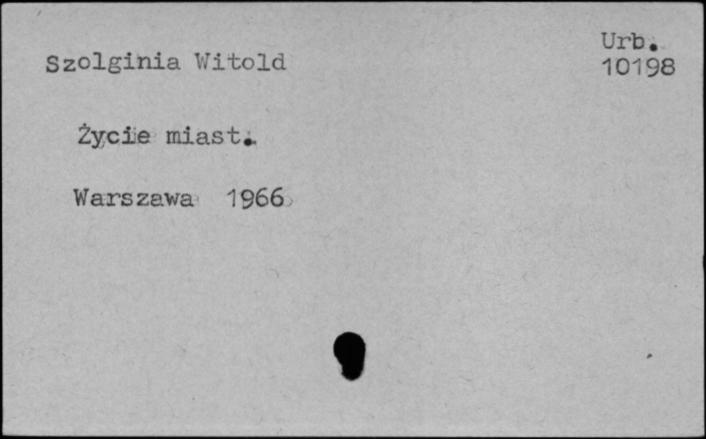 Urb.
10198
Szolginia Witold
Życie miast.
Warszawa 1966